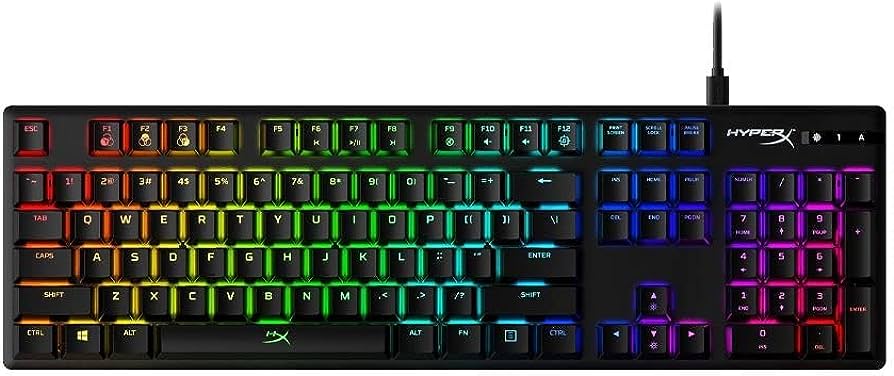 ESC F1 F2 F3 F4 F5 F6 F7 F8 F9 F10 F11 F12 PRINT SCREEN SCROLL LOCK PAUSE BREAK HYPERX 1 A
~ 1! 2@ 3# 4$ 5% 6^ 7& 8* 9( 0) - =+ INS HOME PGUP / * -
TAB Q W E R T Y U I O P [{ ]} \| DEL END PGDN 7 HOME 8 9 PGUP +
CAPS A S D F G H J K L ;: '" ENTER 4 5 6
SHIFT Z X C V B N M ,< .> /? SHIFT 1 END 2 3 PGDN ENTER
CTRL ALT HX ALT FN CTRL 0 INS . DEL